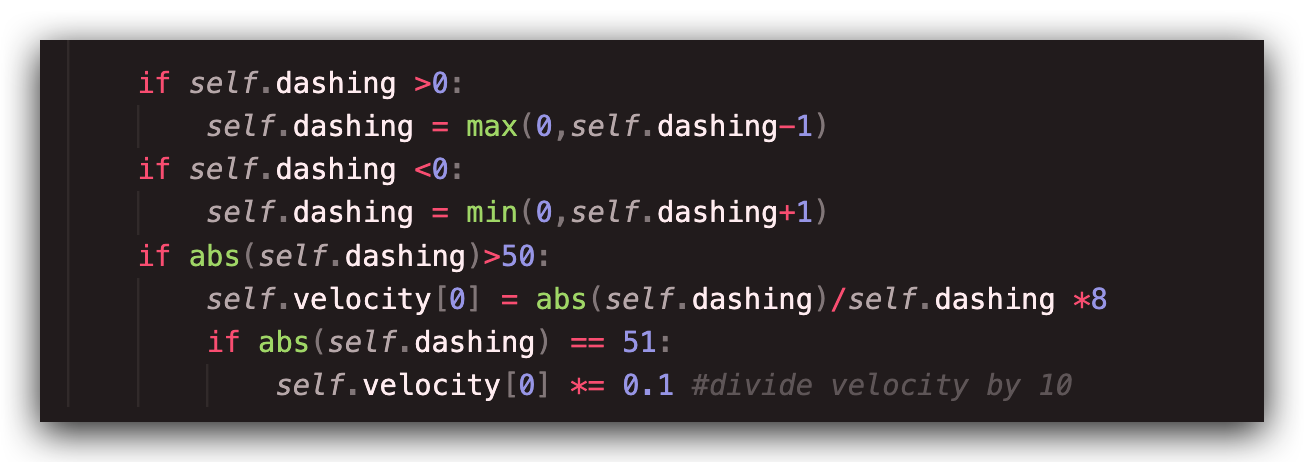 if self.dashing >0:
    self.dashing = max(0,self.dashing-1)
if self.dashing <0:
    self.dashing = min(0,self.dashing+1)
if abs(self.dashing)>50:
    self.velocity[0] = abs(self.dashing)/self.dashing *8
    if abs(self.dashing) == 51:
        self.velocity[0] *= 0.1 #divide velocity by 10